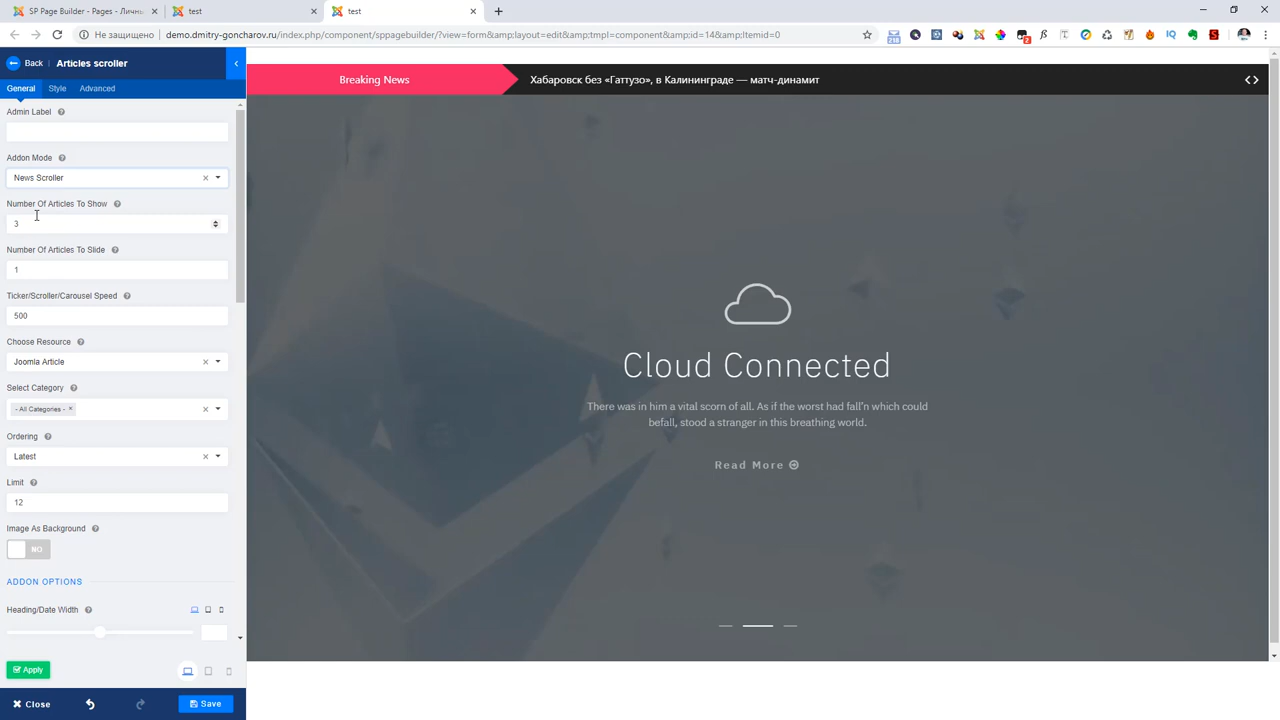 SP Page Builder - Pages - Личны
test
test
Не защищено
demo.dmitry-goncharov.ru/index.php/component/sppagebuilder/?view=form&amp;layout=edit&amp;tmpl=component&amp;id=14&amp;Itemid=0
Back
Articles scroller
General
Style
Advanced
Admin Label
Addon Mode
News Scroller
Number Of Articles To Show
3
Number Of Articles To Slide
1
Ticker/Scroller/Carousel Speed
500
Choose Resource
Joomla Article
Select Category
- All Categories -
Ordering
Latest
Limit
12
Image As Background
NO
ADDON OPTIONS
Heading/Date Width
Apply
Close
Save
Breaking News
Хабаровск без «Гаттузо», в Калининграде — матч-динамит
Cloud Connected
There was in him a vital scorn of all. As if the worst had fall'n which could
befall, stood a stranger in this breathing world.
Read More